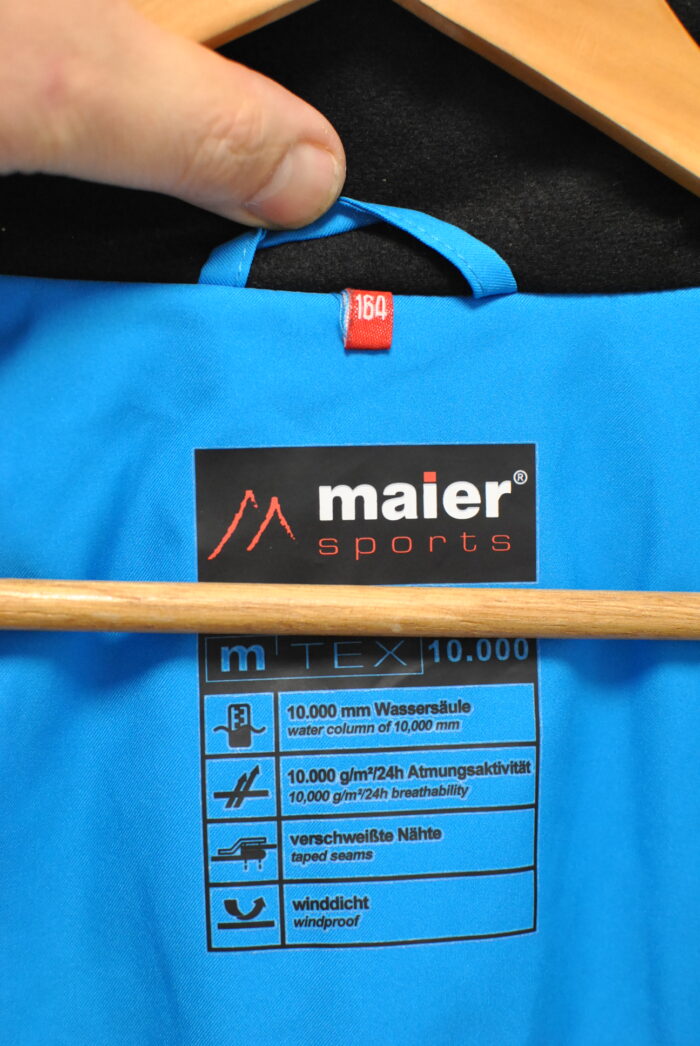 164
maier®
sports
m TEX 10.000
10.000 mm Wassersäule
water column of 10,000 mm
10.000 g/m²/24h Atmungsaktivität
10,000 g/m²/24h breathability
verschweißte Nähte
taped seams
winddicht
windproof